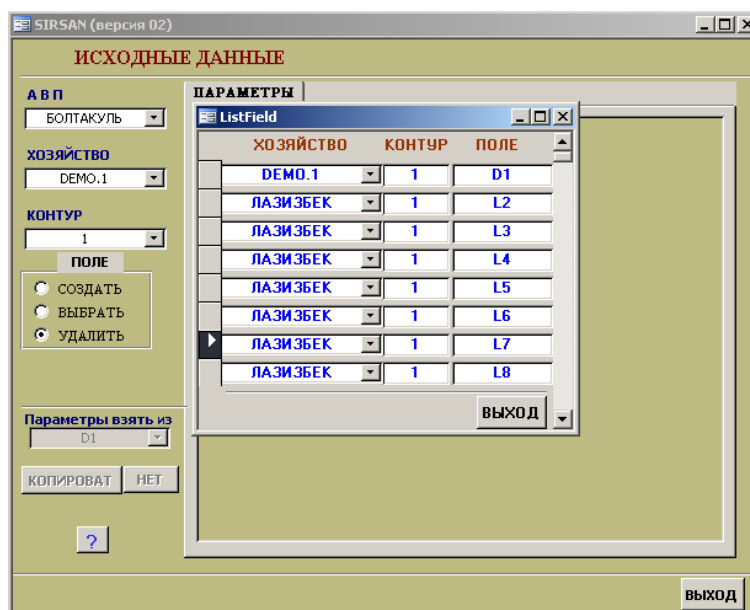 SIRSAN (версия 02)
ИСХОДНЫЕ ДАННЫЕ
А В П
БОЛТАКУЛЬ
ХОЗЯЙСТВО
DEMO.1
КОНТУР
1
ПОЛЕ
СОЗДАТЬ
ВЫБРАТЬ
УДАЛИТЬ
Параметры взять из
D1
КОПИРОВАТ НЕТ
?
ПАРАМЕТРЫ
ListField
ХОЗЯЙСТВО КОНТУР ПОЛЕ
DEMO.1 1 D1
ЛАЗИЗБЕК 1 L2
ЛАЗИЗБЕК 1 L3
ЛАЗИЗБЕК 1 L4
ЛАЗИЗБЕК 1 L5
ЛАЗИЗБЕК 1 L6
ЛАЗИЗБЕК 1 L7
ЛАЗИЗБЕК 1 L8
ВЫХОД
ВЫХОД